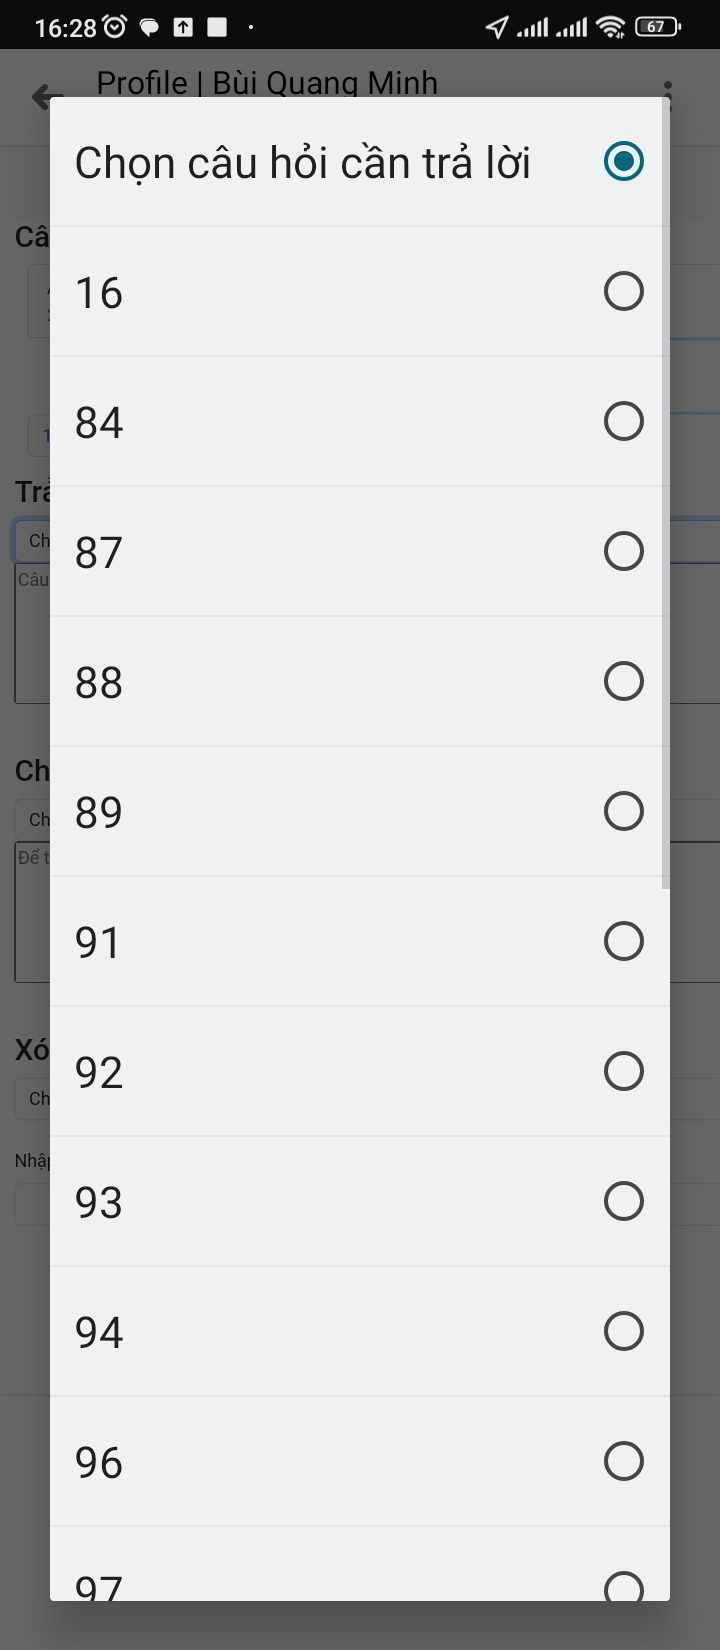 16:28
67
Profile | Bùi Quang Minh
Chọn câu hỏi cần trả lời
16
84
87
88
89
91
92
93
94
96
97
Câ
1
Trả
Ch
Câu
Ch
Ch
Để t
Xó
Ch
Nhập